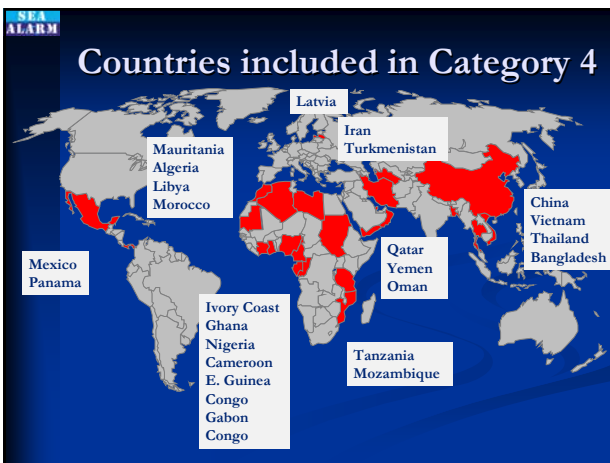 SEA
ALARM
Countries included in Category 4
Latvia
Iran
Turkmenistan
Mauritania
Algeria
Libya
Morocco
China
Vietnam
Thailand
Bangladesh
Qatar
Yemen
Oman
Mexico
Panama
Ivory Coast
Ghana
Nigeria
Cameroon
E. Guinea
Congo
Gabon
Congo
Tanzania
Mozambique